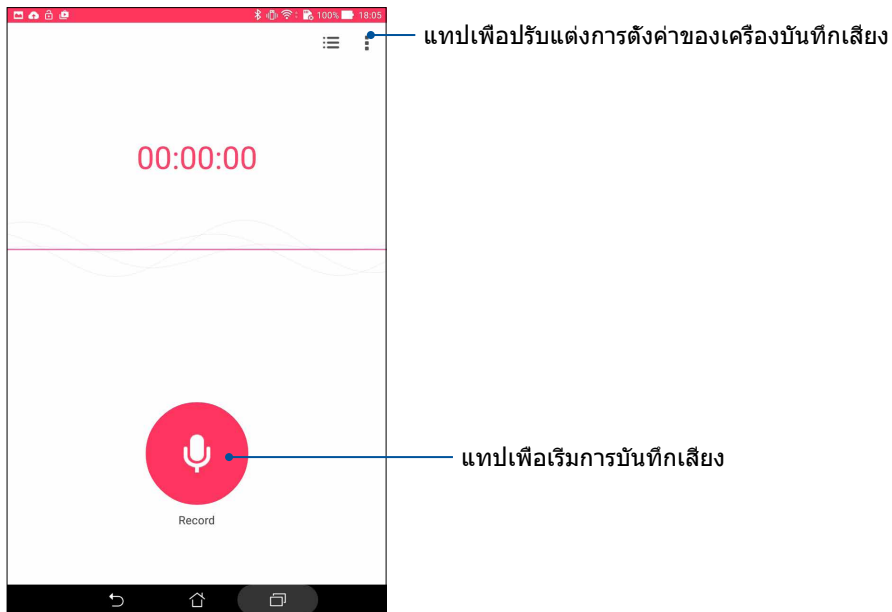 100% 18:05
แทปเพื่อปรับแต่งการตั้งค่าของเครื่องบันทึกเสียง
00:00:00
แทปเพื่อเริ่มการบันทึกเสียง
Record